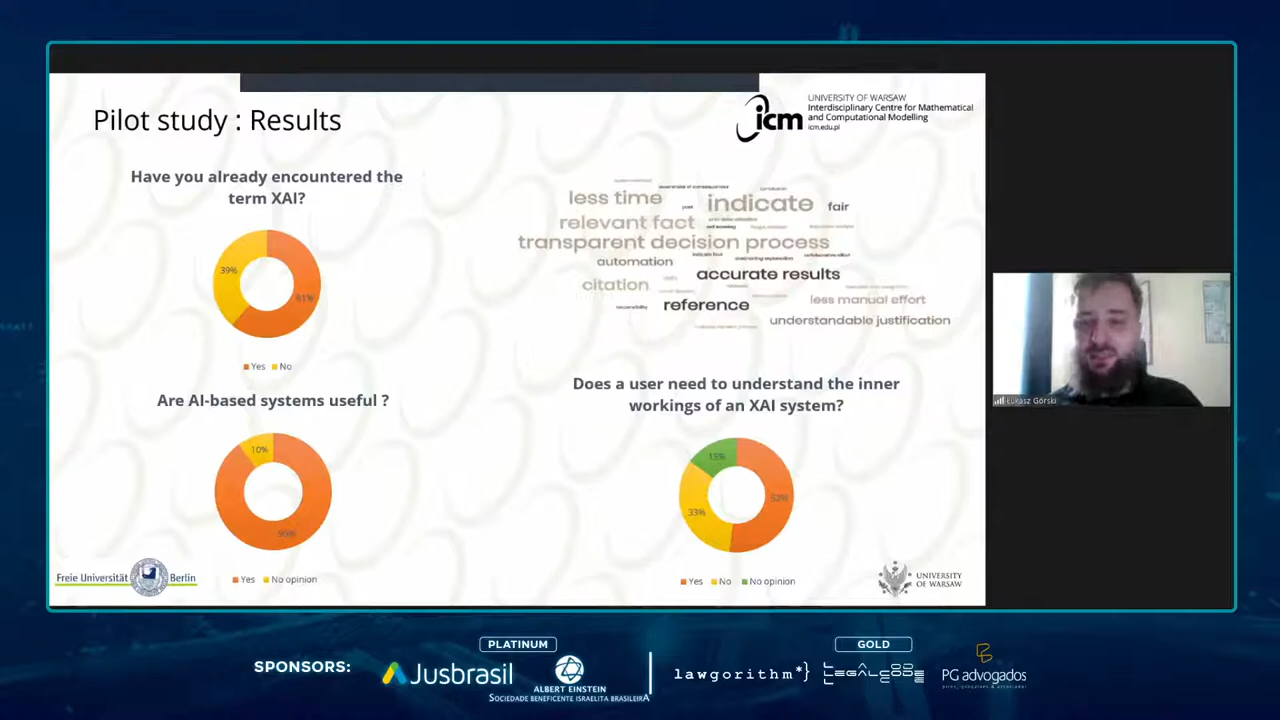 Pilot study : Results
icm
UNIVERSITY OF WARSAW
Interdisciplinary Centre for Mathematical
and Computational Modelling
icm.edu.pl
Have you already encountered the
term XAI?
39%
61%
Yes
No
Are AI-based systems useful ?
10%
90%
Yes
No opinion
less time
indicate
fair
relevant fact
transparent decision process
automation
accurate results
citation
reference
less manual effort
responsibility
understandable justification
Does a user need to understand the inner
workings of an XAI system?
15%
52%
33%
Yes
No
No opinion
Freie Universität
Berlin
UNIVERSITY
OF WARSAW
Łukasz Górski
SPONSORS:
PLATINUM
Jusbrasil
ALBERT EINSTEIN
SOCIEDADE BENEFICENTE ISRAELITA BRASILEIRA
GOLD
lawgorithm*}
LEGALCODE
PG advogados